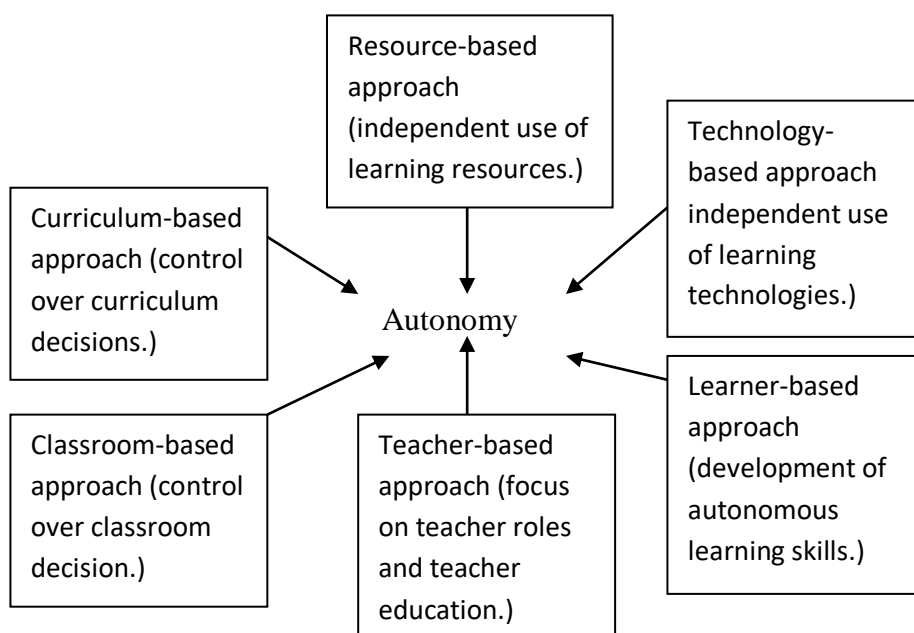 Resource-based
approach
(independent use of
learning resources.)
Technology-
based approach
independent use
of learning
technologies.)
Curriculum-based
approach (control
over curriculum
decisions.)
Autonomy
Learner-based
approach
(development of
autonomous
learning skills.)
Classroom-based
approach (control
over classroom
decision.)
Teacher-based
approach (focus
on teacher roles
and teacher
education.)